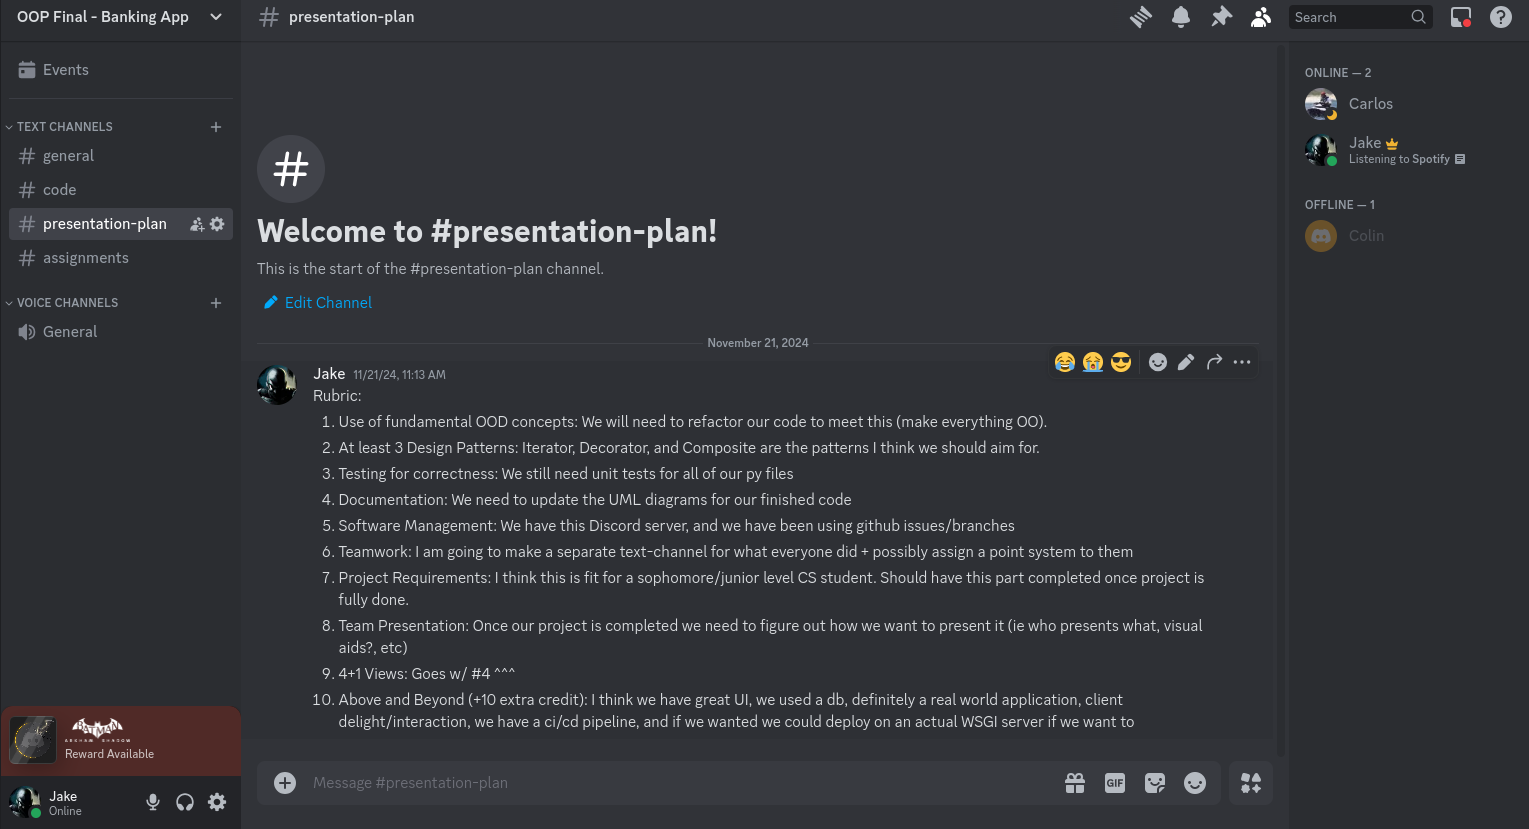 OOP Final - Banking App
# presentation-plan
Search
Events
TEXT CHANNELS
general
code
presentation-plan
assignments
VOICE CHANNELS
General
BATMAN
ARKHAM SHADOW
Reward Available
Jake
Online
Welcome to #presentation-plan!
This is the start of the #presentation-plan channel.
Edit Channel
November 21, 2024
Jake 11/21/24, 11:13 AM
Rubric:
1. Use of fundamental OOD concepts: We will need to refactor our code to meet this (make everything OO).
2. At least 3 Design Patterns: Iterator, Decorator, and Composite are the patterns I think we should aim for.
3. Testing for correctness: We still need unit tests for all of our py files
4. Documentation: We need to update the UML diagrams for our finished code
5. Software Management: We have this Discord server, and we have been using github issues/branches
6. Teamwork: I am going to make a separate text-channel for what everyone did + possibly assign a point system to them
7. Project Requirements: I think this is fit for a sophomore/junior level CS student. Should have this part completed once project is
fully done.
8. Team Presentation: Once our project is completed we need to figure out how we want to present it (ie who presents what, visual
aids?, etc)
9. 4+1 Views: Goes w/ #4 ^^^
10. Above and Beyond (+10 extra credit): I think we have great UI, we used a db, definitely a real world application, client
delight/interaction, we have a ci/cd pipeline, and if we wanted we could deploy on an actual WSGI server if we want to
Message #presentation-plan
GIF
ONLINE — 2
Carlos
Jake
Listening to Spotify
OFFLINE — 1
Colin